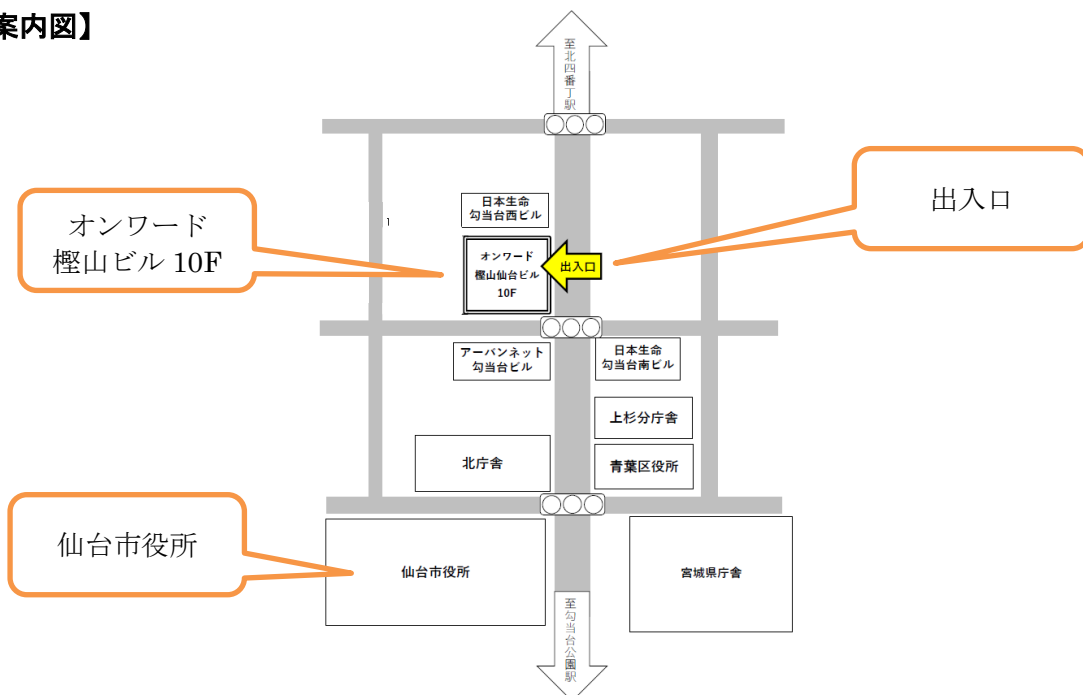 案内図】
至北四番丁駅
日本生命
勾当台西ビル
オンワード
樫山ビル 10F
オンワード
樫山仙台ビル
10F
出入口
出入口
アーバンネット
勾当台ビル
日本生命
勾当台南ビル
上杉分庁舎
北庁舎
青葉区役所
仙台市役所
仙台市役所
宮城県庁舎
至勾当台公園駅